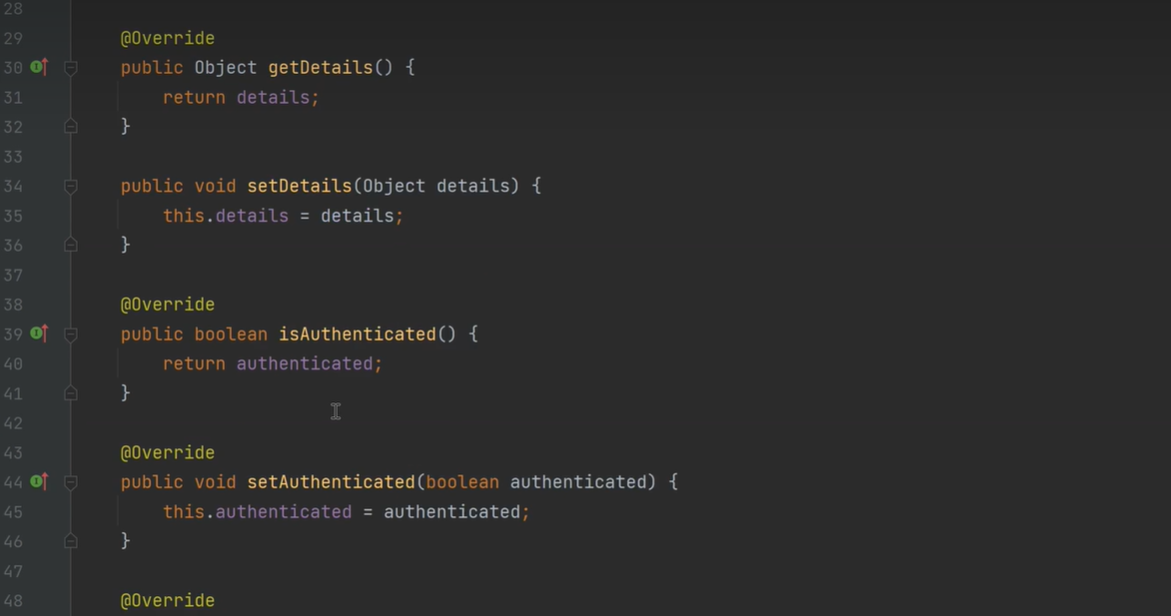 28
29 @Override
30 public Object getDetails() {
31 return details;
32 }
33
34 public void setDetails(Object details) {
35 this.details = details;
36 }
37
38 @Override
39 public boolean isAuthenticated() {
40 return authenticated;
41 }
42
43 @Override
44 public void setAuthenticated(boolean authenticated) {
45 this.authenticated = authenticated;
46 }
47
48 @Override